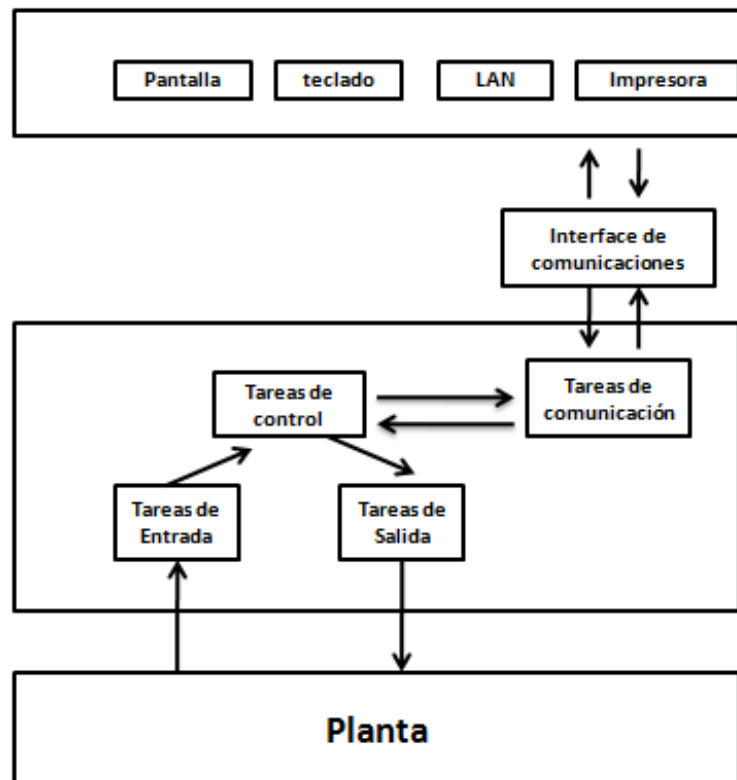 Pantalla
teclado
LAN
Impresora
Interface de
comunicaciones
Tareas de
control
Tareas de
comunicación
Tareas de
Entrada
Tareas de
Salida
Planta